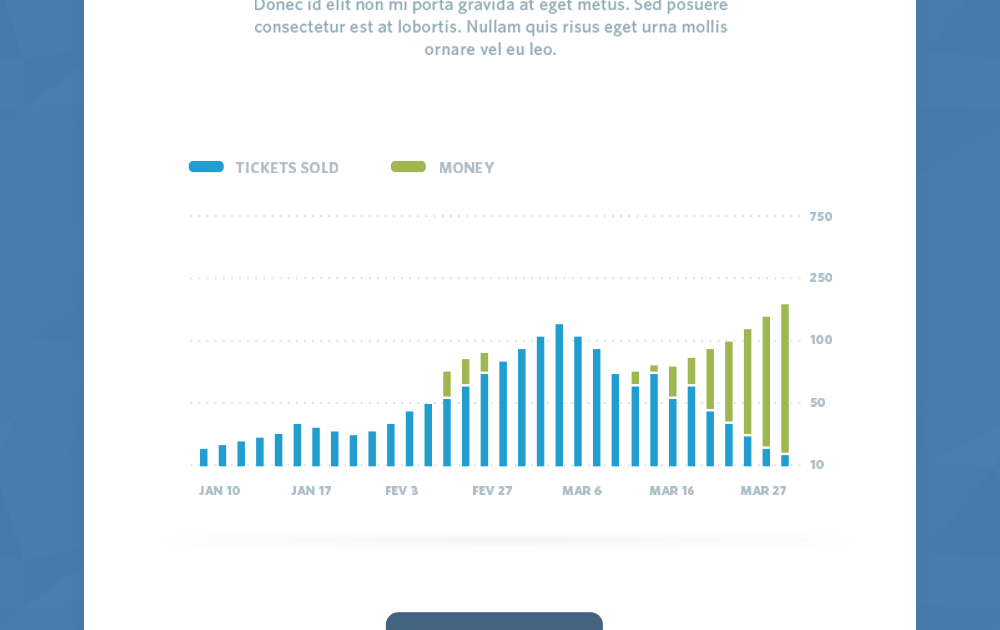 Donec id elit non mi porta gravida at eget metus. Sed posuere
consectetur est at lobortis. Nullam quis risus eget urna mollis
ornare vel eu leo.
TICKETS SOLD MONEY
750
250
100
50
10
JAN 10 JAN 17 FEV 3 FEV 27 MAR 6 MAR 16 MAR 27